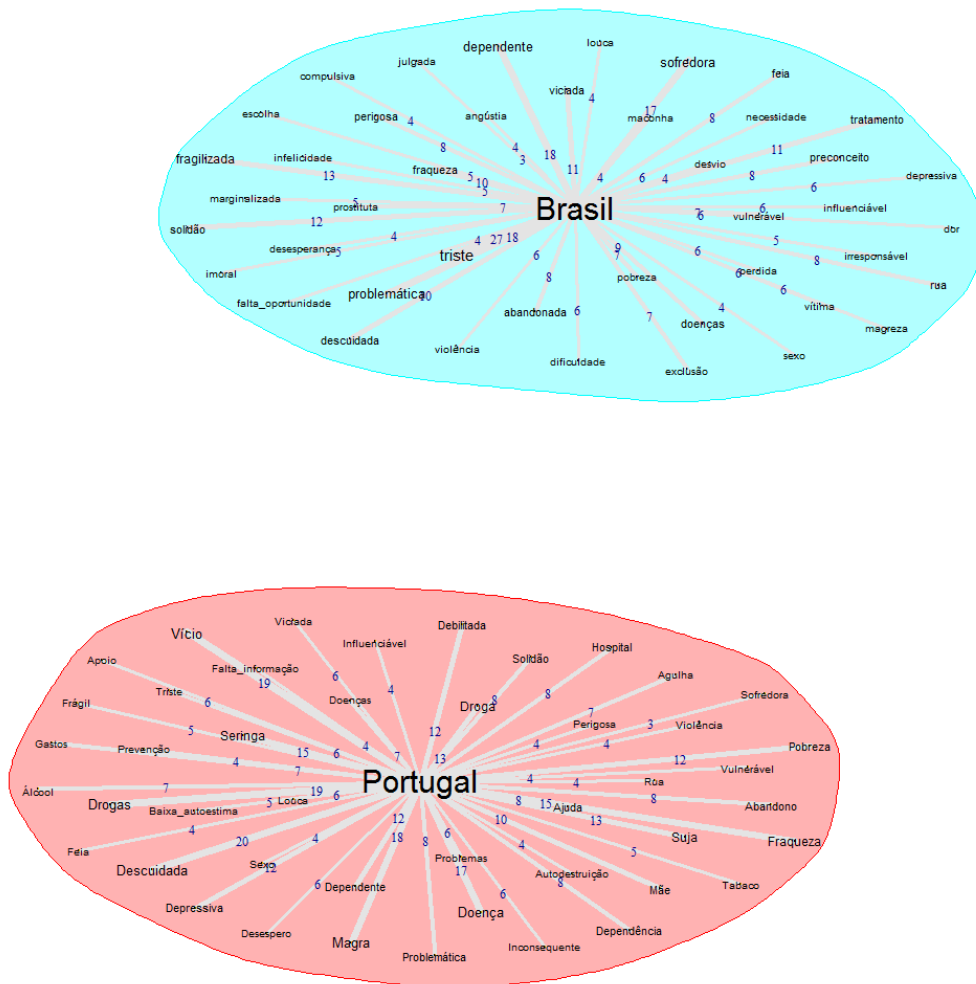 louca
dependente
julgada
sofredora
feia
compulsiva
viciada
4
escolha
perigosa
angústia
17
maconha
8
necessidade
tratamento
4
fragilizada
infelicidade
8
4
3
18
11
desvio
11
preconceito
fraqueza
5
10
4
6
4
8
depressiva
13
5
6
marginalizada
5
prostituta
7
Brasil
7
6
6
vulnerável
influenciável
dor
solidão
12
4
desesperança
5
4
27
18
triste
6
9
7
6
5
8
irresponsável
imoral
8
pobreza
6
perdida
6
rua
falta_oportunidade
problemática
abandonada
6
4
vítima
magreza
descuidada
violência
7
doenças
dificuldade
exclusão
sexo
Vício
Viciada
Debilitada
Influenciável
Hospital
Apoio
Falta_informação
19
6
4
Solidão
Agulha
Triste
6
Doenças
Droga
8
8
Sofredora
Frágil
5
Seringa
12
7
Perigosa
3
Violência
Gastos
Prevenção
4
15
6
4
7
13
4
4
12
Pobreza
7
Portugal
4
4
Rua
Vulnerável
Álcool
7
19
6
Drogas
5
Louca
8
15
Ajuda
8
Abandono
Baixa_autoestima
4
12
10
13
Suja
Fraqueza
Feia
20
4
18
8
6
4
5
Descuidada
Sexo
12
Problemas
17
Autodestruição
8
Mãe
Tabaco
Depressiva
6
Dependente
6
Doença
Desespero
Magra
Problemática
Inconsequente
Dependência